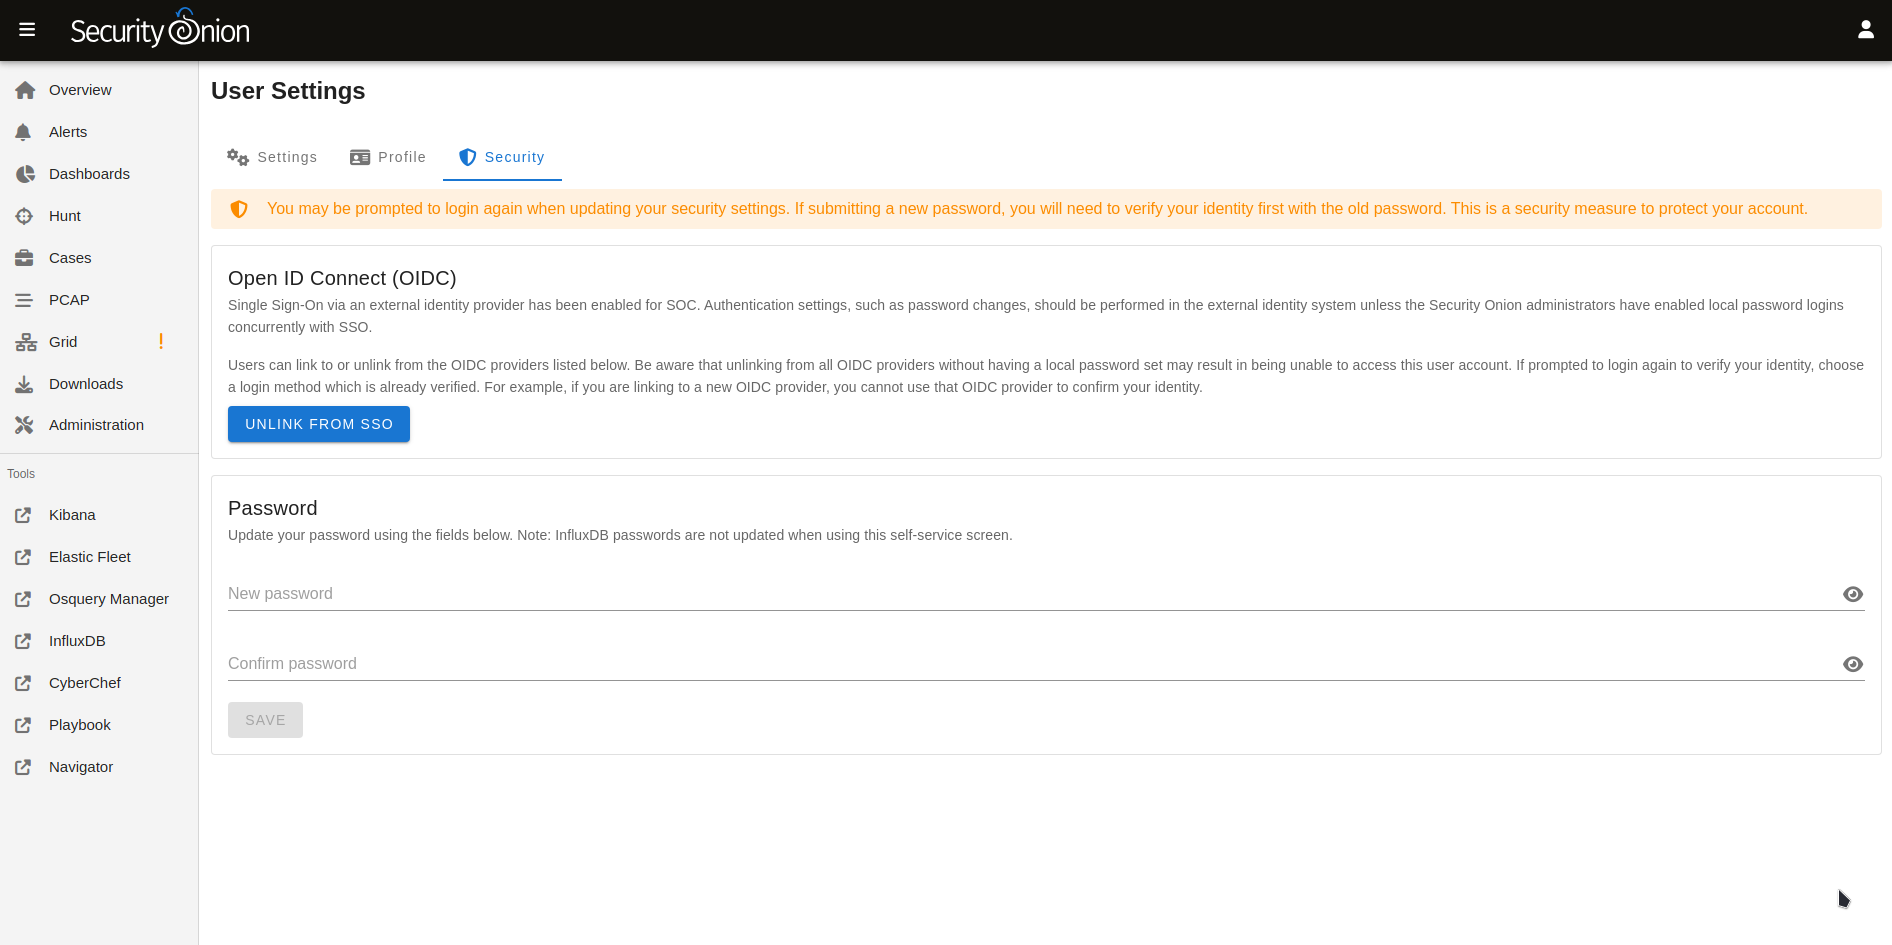 Security Onion
Overview
Alerts
Dashboards
Hunt
Cases
PCAP
Grid
Downloads
Administration
Tools
Kibana
Elastic Fleet
Osquery Manager
InfluxDB
CyberChef
Playbook
Navigator
User Settings
Settings Profile Security
You may be prompted to login again when updating your security settings. If submitting a new password, you will need to verify your identity first with the old password. This is a security measure to protect your account.
Open ID Connect (OIDC)
Single Sign-On via an external identity provider has been enabled for SOC. Authentication settings, such as password changes, should be performed in the external identity system unless the Security Onion administrators have enabled local password logins
concurrently with SSO.
Users can link to or unlink from the OIDC providers listed below. Be aware that unlinking from all OIDC providers without having a local password set may result in being unable to access this user account. If prompted to login again to verify your identity, choose
a login method which is already verified. For example, if you are linking to a new OIDC provider, you cannot use that OIDC provider to confirm your identity.
UNLINK FROM SSO
Password
Update your password using the fields below. Note: InfluxDB passwords are not updated when using this self-service screen.
New password
Confirm password
SAVE